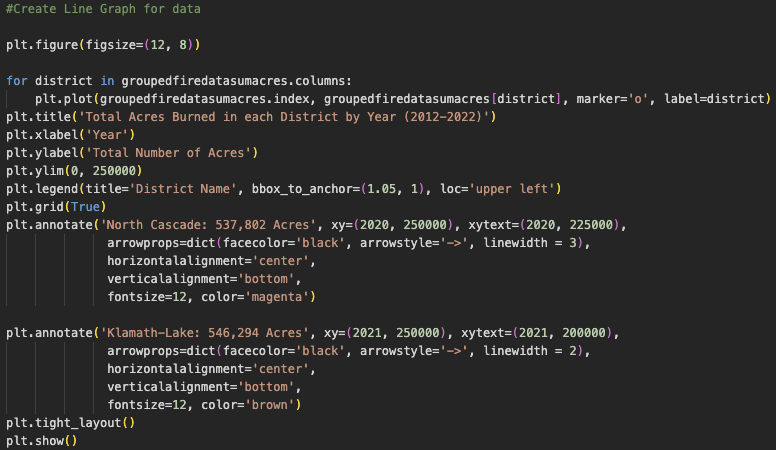 #Create Line Graph for data
plt.figure(figsize=(12, 8))
for district in groupedfiredatasumacres.columns:
    plt.plot(groupedfiredatasumacres.index, groupedfiredatasumacres[district], marker='o', label=district)
plt.title('Total Acres Burned in each District by Year (2012-2022)')
plt.xlabel('Year')
plt.ylabel('Total Number of Acres')
plt.ylim(0, 250000)
plt.legend(title='District Name', bbox_to_anchor=(1.05, 1), loc='upper left')
plt.grid(True)
plt.annotate('North Cascade: 537,802 Acres', xy=(2020, 250000), xytext=(2020, 225000),
              arrowprops=dict(facecolor='black', arrowstyle='->', linewidth = 3),
              horizontalalignment='center',
              verticalalignment='bottom',
              fontsize=12, color='magenta')
plt.annotate('Klamath-Lake: 546,294 Acres', xy=(2021, 250000), xytext=(2021, 200000),
              arrowprops=dict(facecolor='black', arrowstyle='->', linewidth = 2),
              horizontalalignment='center',
              verticalalignment='bottom',
              fontsize=12, color='brown')
plt.tight_layout()
plt.show()